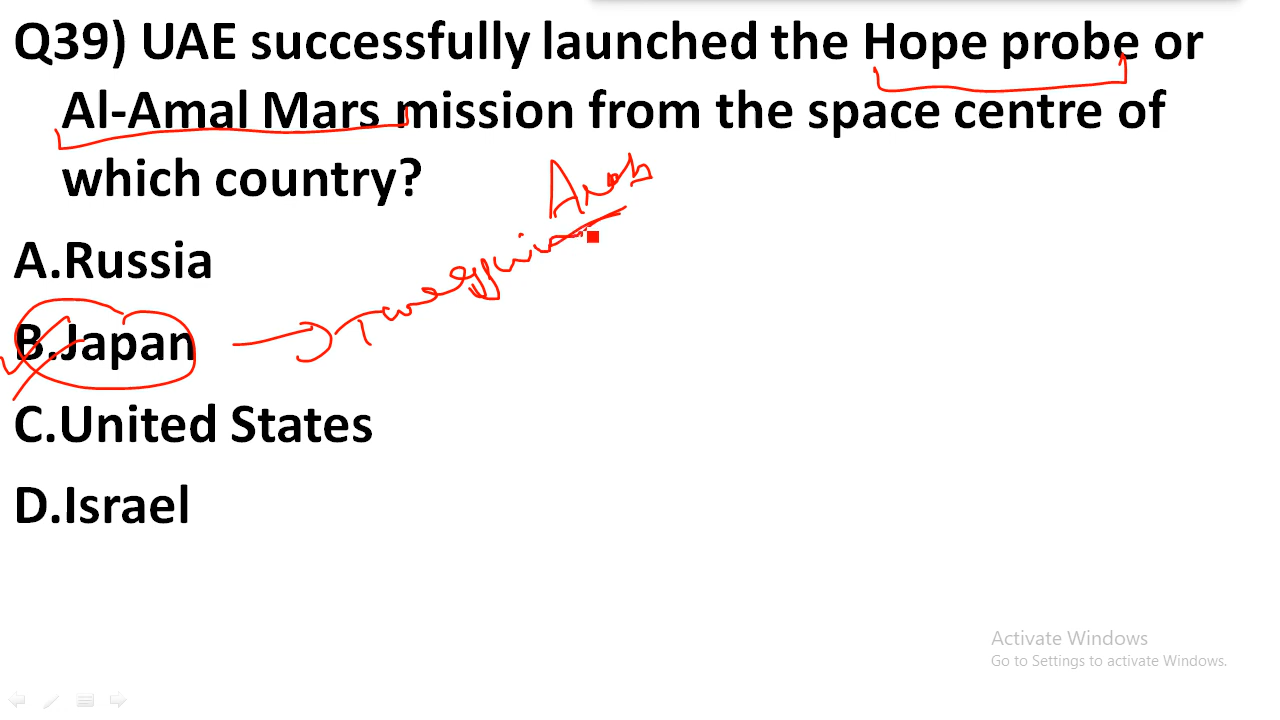 Q39) UAE successfully launched the Hope probe or
Al-Amal Mars mission from the space centre of
which country?
Arab
A.Russia
B.Japan
C.United States
D.Israel
Activate Windows
Go to Settings to activate Windows.